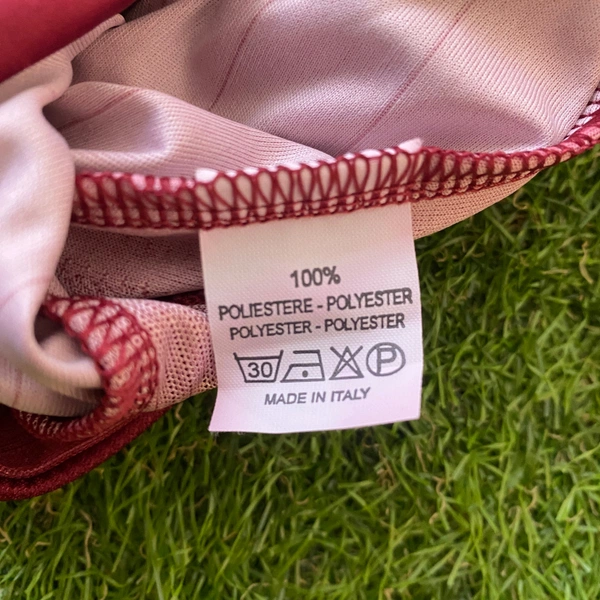 100%
POLIESTERE - POLYESTER
POLYESTER - POLYESTER
30 P
MADE IN ITALY